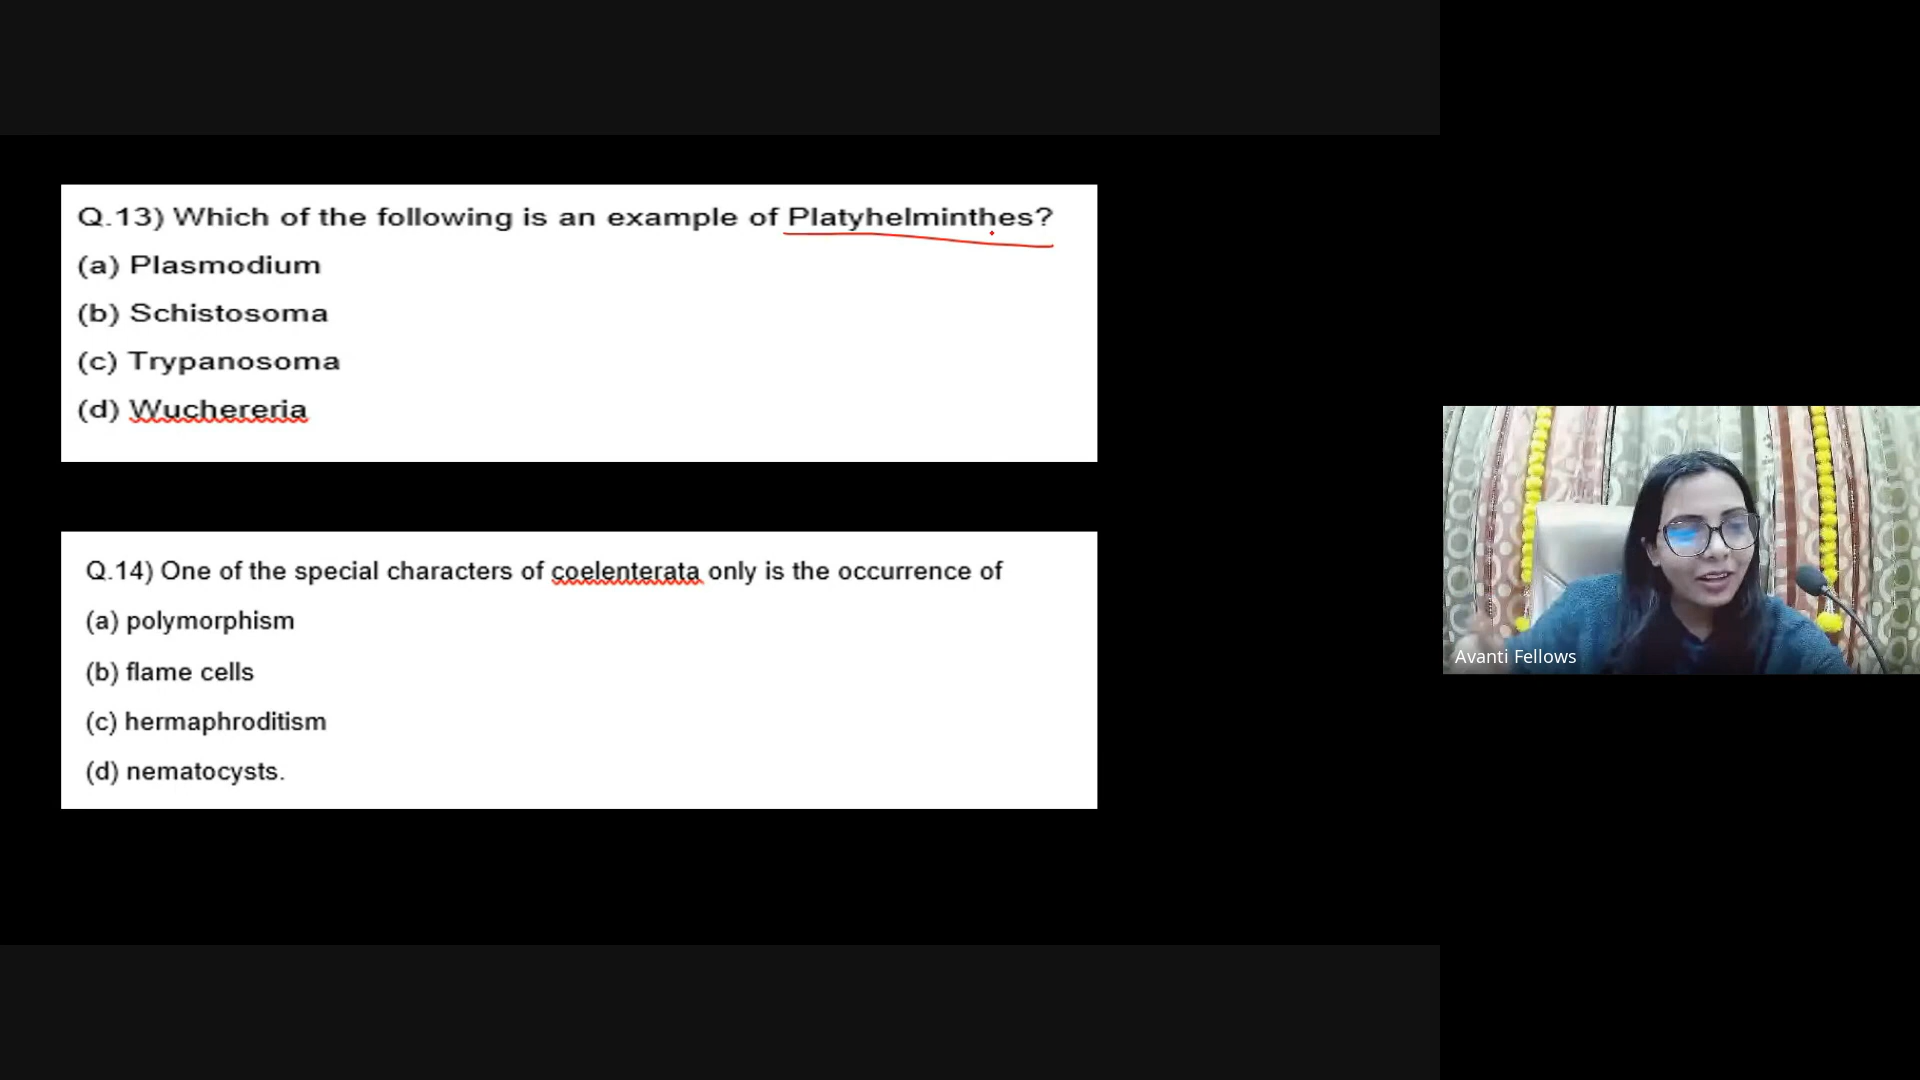 Q.13) Which of the following is an example of Platyhelminthes?
(a) Plasmodium
(b) Schistosoma
(c) Trypanosoma
(d) Wuchereria
Q.14) One of the special characters of coelenterata only is the occurrence of
(a) polymorphism
(b) flame cells
(c) hermaphroditism
(d) nematocysts.
Avanti Fellows